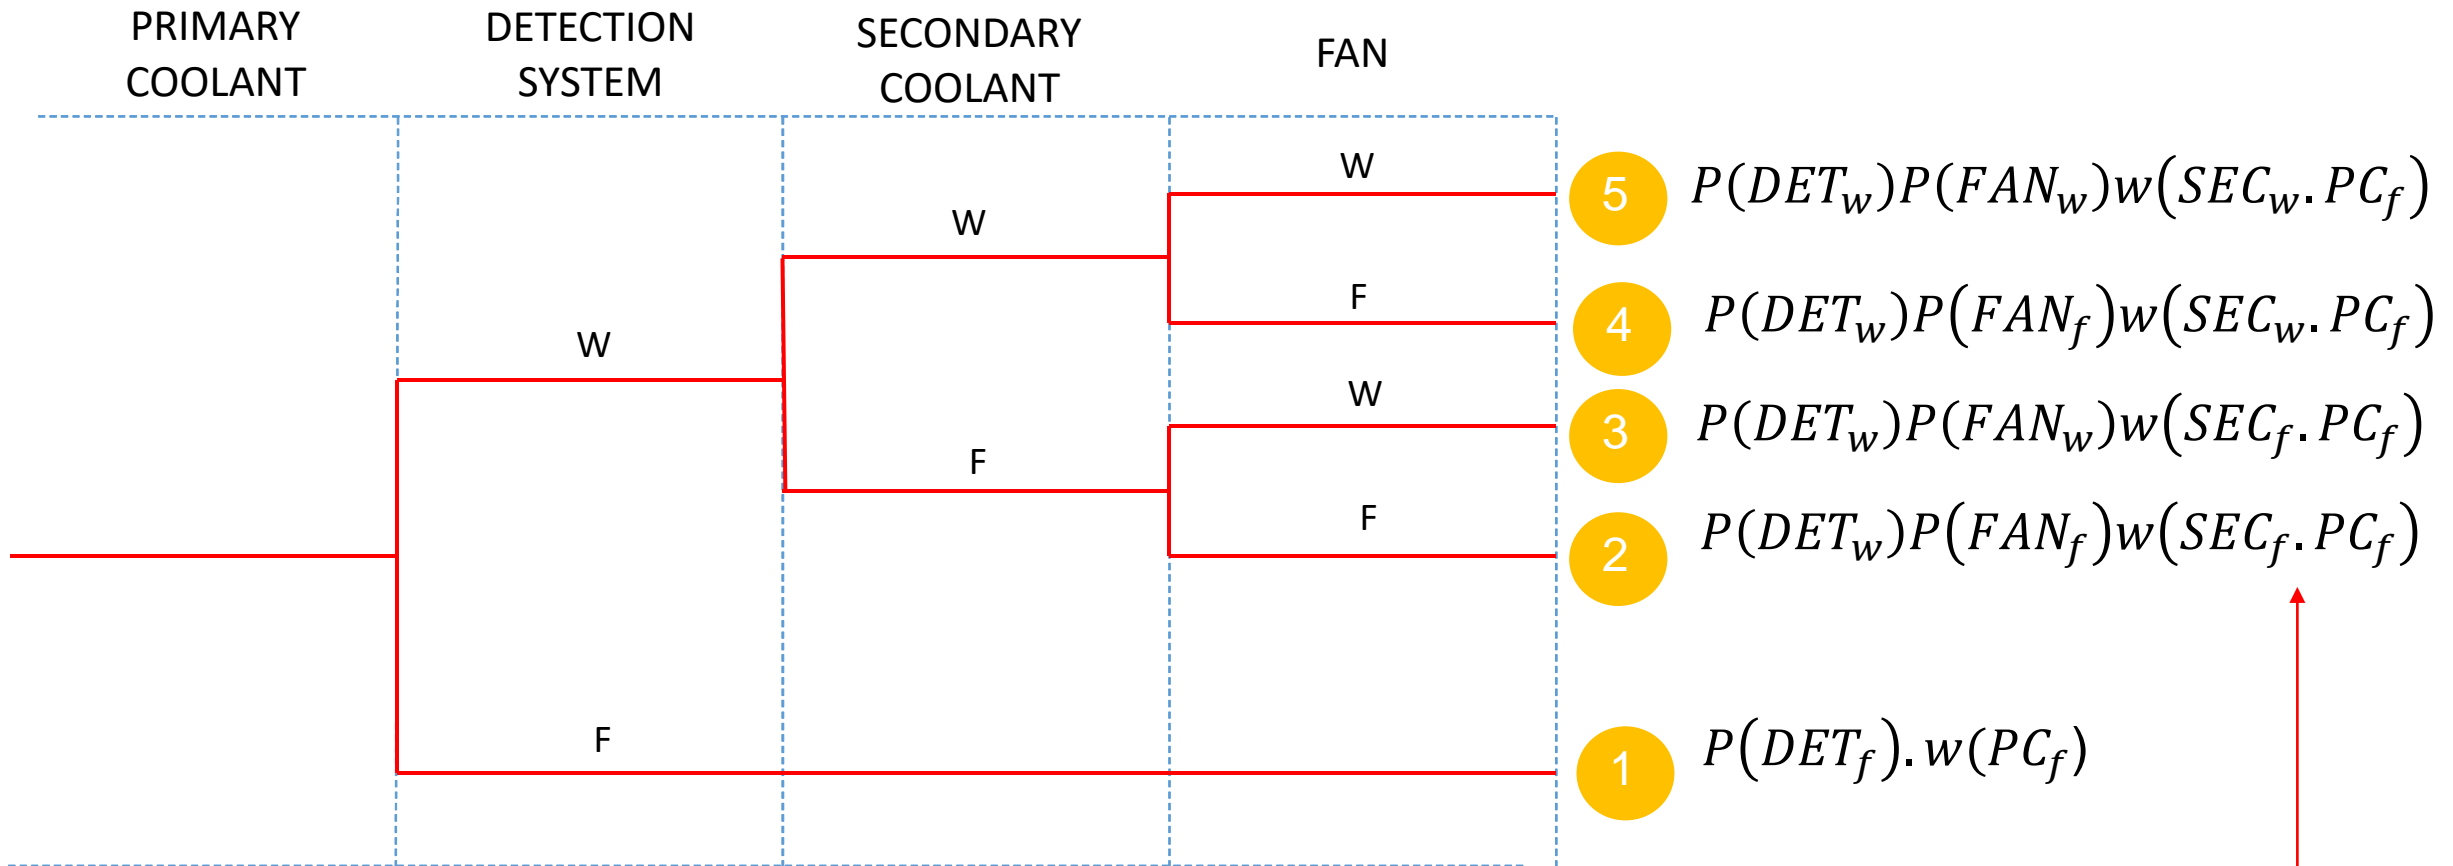 PRIMARY
COOLANT
DETECTION
SYSTEM
SECONDARY
COOLANT
FAN
W
5 P(DET_w)P(FAN_w)w(SEC_w.PC_f)
W
F
4 P(DET_w)P(FAN_f)w(SEC_w.PC_f)
W
W
3 P(DET_w)P(FAN_w)w(SEC_f.PC_f)
F
F
2 P(DET_w)P(FAN_f)w(SEC_f.PC_f)
F
1 P(DET_f).w(PC_f)